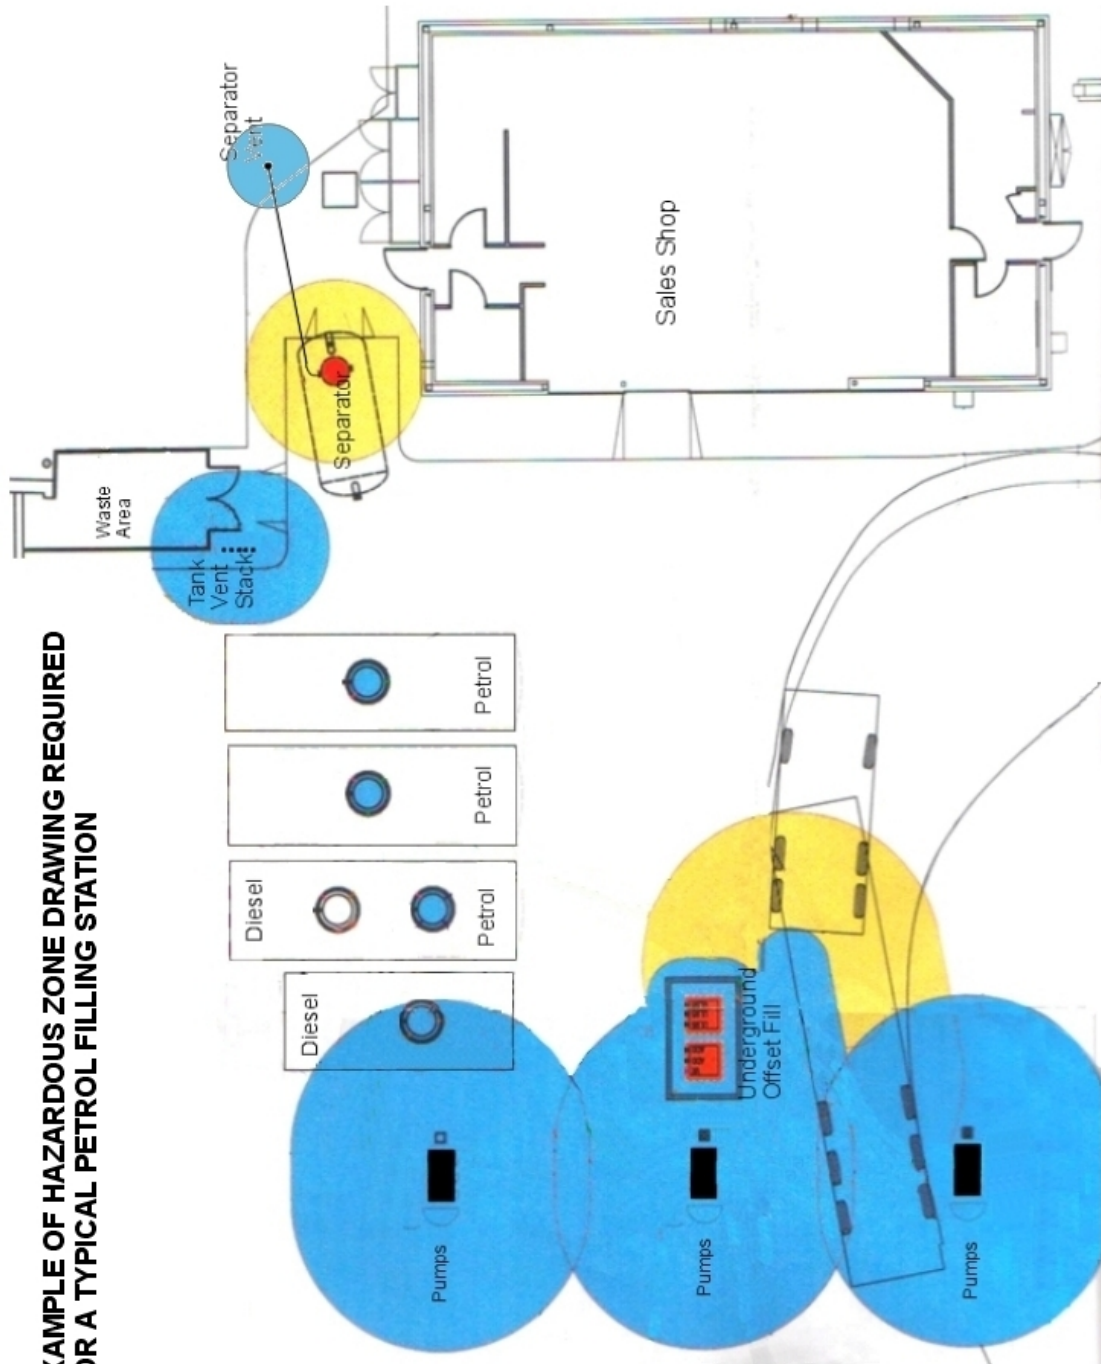 XAMPLE OF HAZARDOUS ZONE DRAWING REQUIRED
OR A TYPICAL PETROL FILLING STATION
Separator
Vent
Sales Shop
Separator
Waste
Area
Tank
Vent
Stack
Petrol
Petrol
Diesel
Petrol
Diesel
Underground
Offset Fill
Pumps
Pumps
Pumps